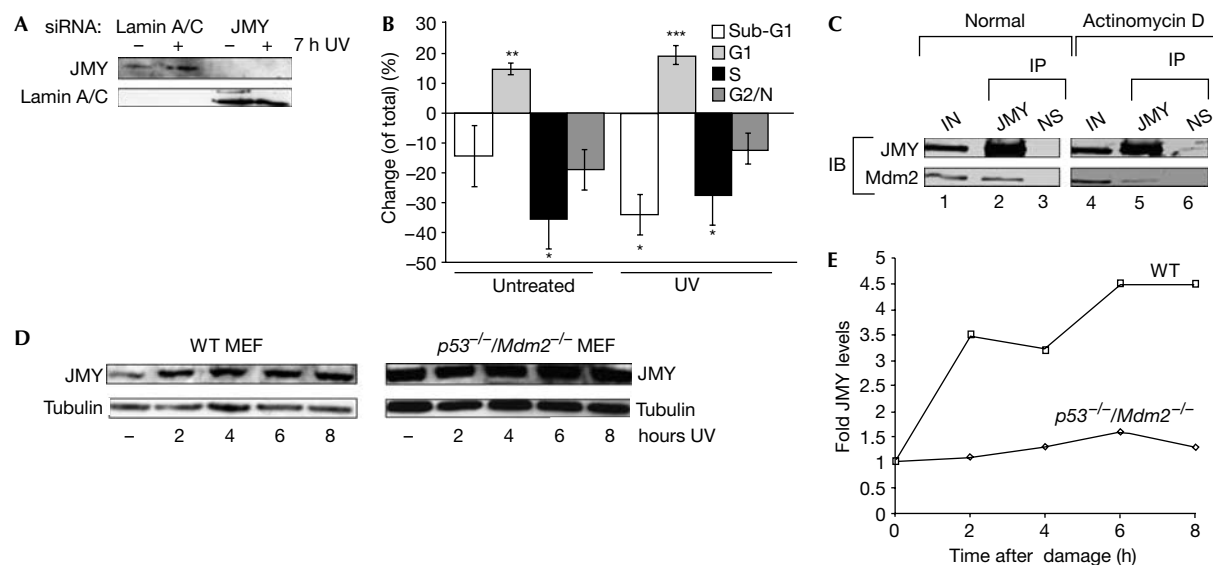 A
siRNA: Lamin A/C JMY
– + – + 7 h UV
JMY
Lamin A/C
B
Change (of total) (%)
30
20
10
0
–10
–20
–30
–40
–50
** *** * * *
Sub-G1
G1
S
G2/N
Untreated UV
C
Normal Actinomycin D
IP IP
IN JMY NS IN JMY NS
IB
JMY
Mdm2
1 2 3 4 5 6
D
WT MEF p53–/–/Mdm2–/– MEF
JMY JMY
Tubulin Tubulin
– 2 4 6 8 – 2 4 6 8 hours UV
E
Fold JMY levels
5
4.5
4
3.5
3
2.5
2
1.5
1
0.5
0
WT
p53–/–/Mdm2–/–
0 2 4 6 8
Time after damage (h)